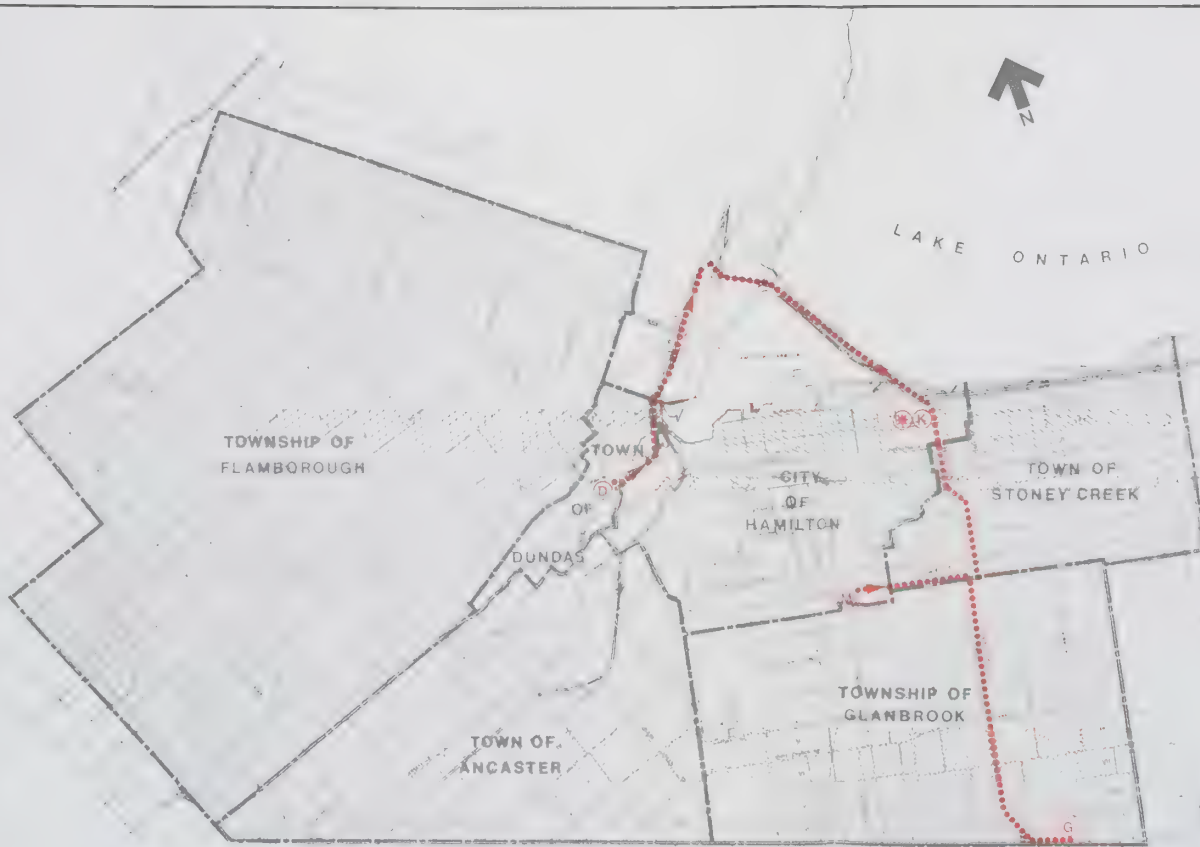 N
LAKE ONTARIO
TOWNSHIP OF
FLAMBOROUGH
TOWN
OF
DUNDAS
D
CITY
OF
HAMILTON
K
TOWN OF
STONEY CREEK
TOWNSHIP OF
GLANBROOK
TOWN OF
ANCASTER
G